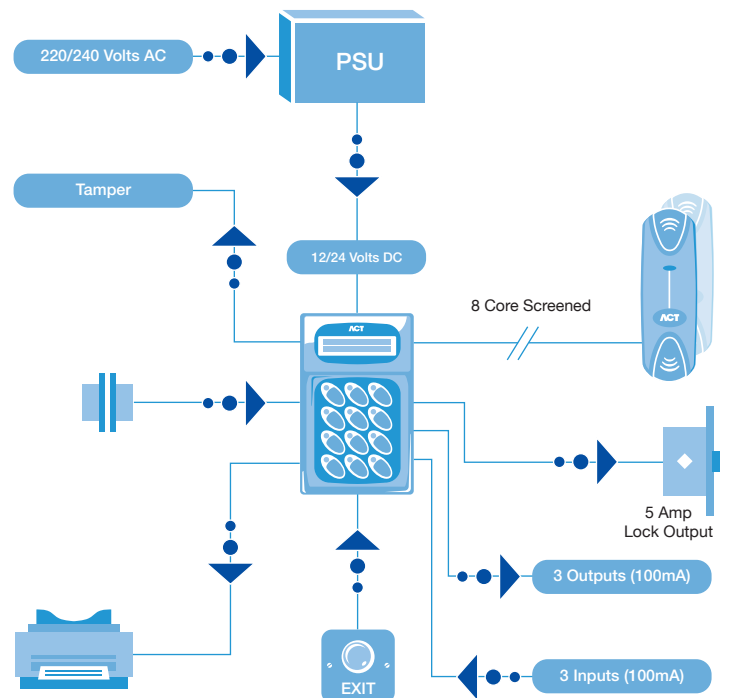 220/240 Volts AC
PSU
Tamper
12/24 Volts DC
8 Core Screened
ACT
ACT
5 Amp
Lock Output
3 Outputs (100mA)
3 Inputs (100mA)
EXIT